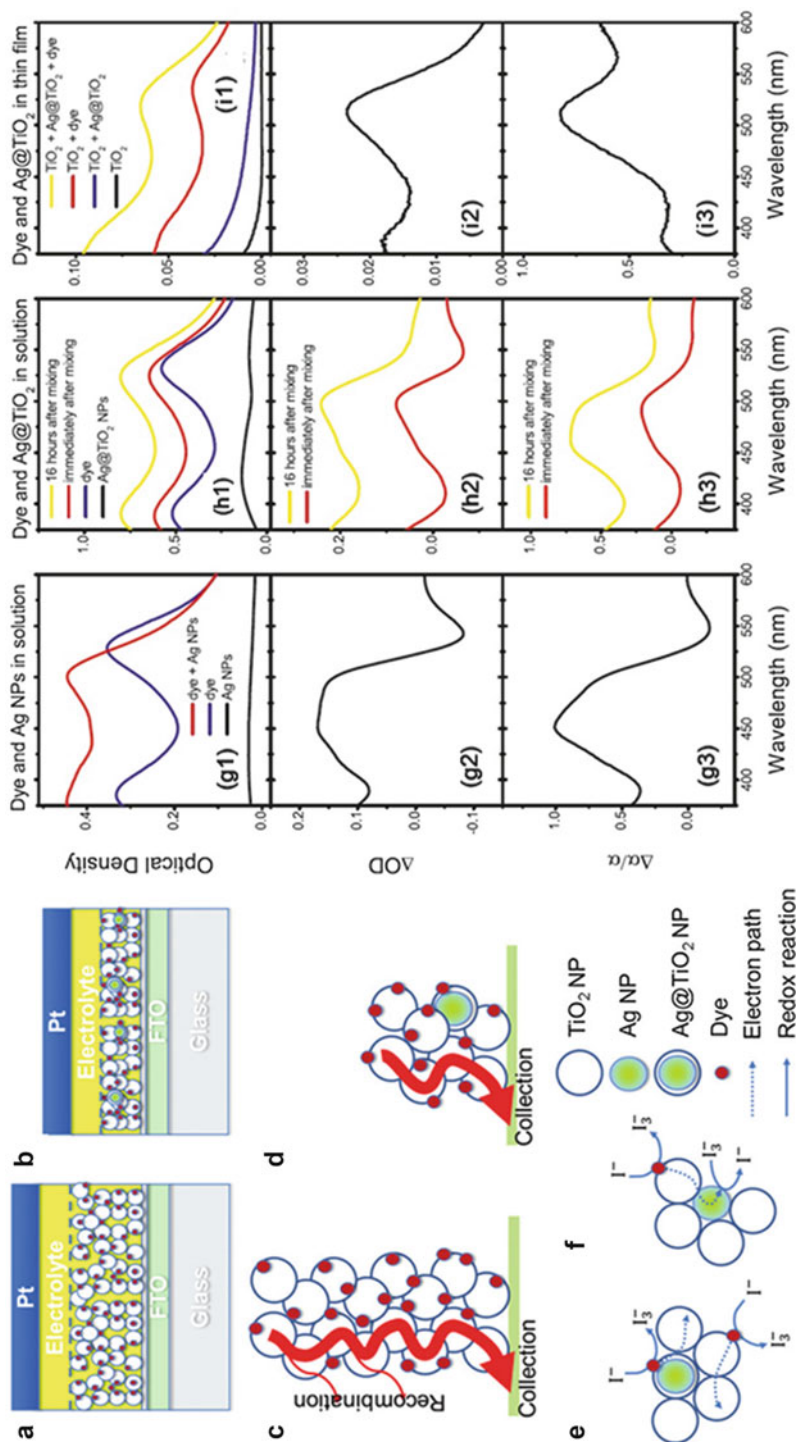 a
Pt
Electrolyte
FTO
Glass
b
Pt
Electrolyte
FTO
Glass
c
Recombination
Collection
d
Collection
e
I⁻
I₃⁻
I⁻
I₃⁻
f
I⁻
I₃⁻
I₃⁻
I⁻
TiO₂ NP
Ag NP
Ag@TiO₂ NP
Dye
Electron path
Redox reaction
Dye and Ag NPs in solution
Optical Density
0.4
0.2
0.0
dye + Ag NPs
dye
Ag NPs
(g1)
ΔOD
0.2
0.1
0.0
-0.1
(g2)
Δα/α
1.0
0.5
0.0
(g3)
400
450
500
550
600
Wavelength (nm)
Dye and Ag@TiO₂ in solution
1.0
0.5
0.0
16 hours after mixing
immediately after mixing
dye
Ag@TiO₂ NPs
(h1)
0.2
0.0
16 hours after mixing
immediately after mixing
(h2)
1.0
0.5
0.0
16 hours after mixing
immediately after mixing
(h3)
400
450
500
550
600
Wavelength (nm)
Dye and Ag@TiO₂ in thin film
0.10
0.05
0.00
TiO₂ + Ag@TiO₂ + dye
TiO₂ + dye
TiO₂ + Ag@TiO₂
TiO₂
(i1)
0.03
0.02
0.01
0.00
(i2)
1.0
0.5
0.0
(i3)
400
450
500
550
600
Wavelength (nm)